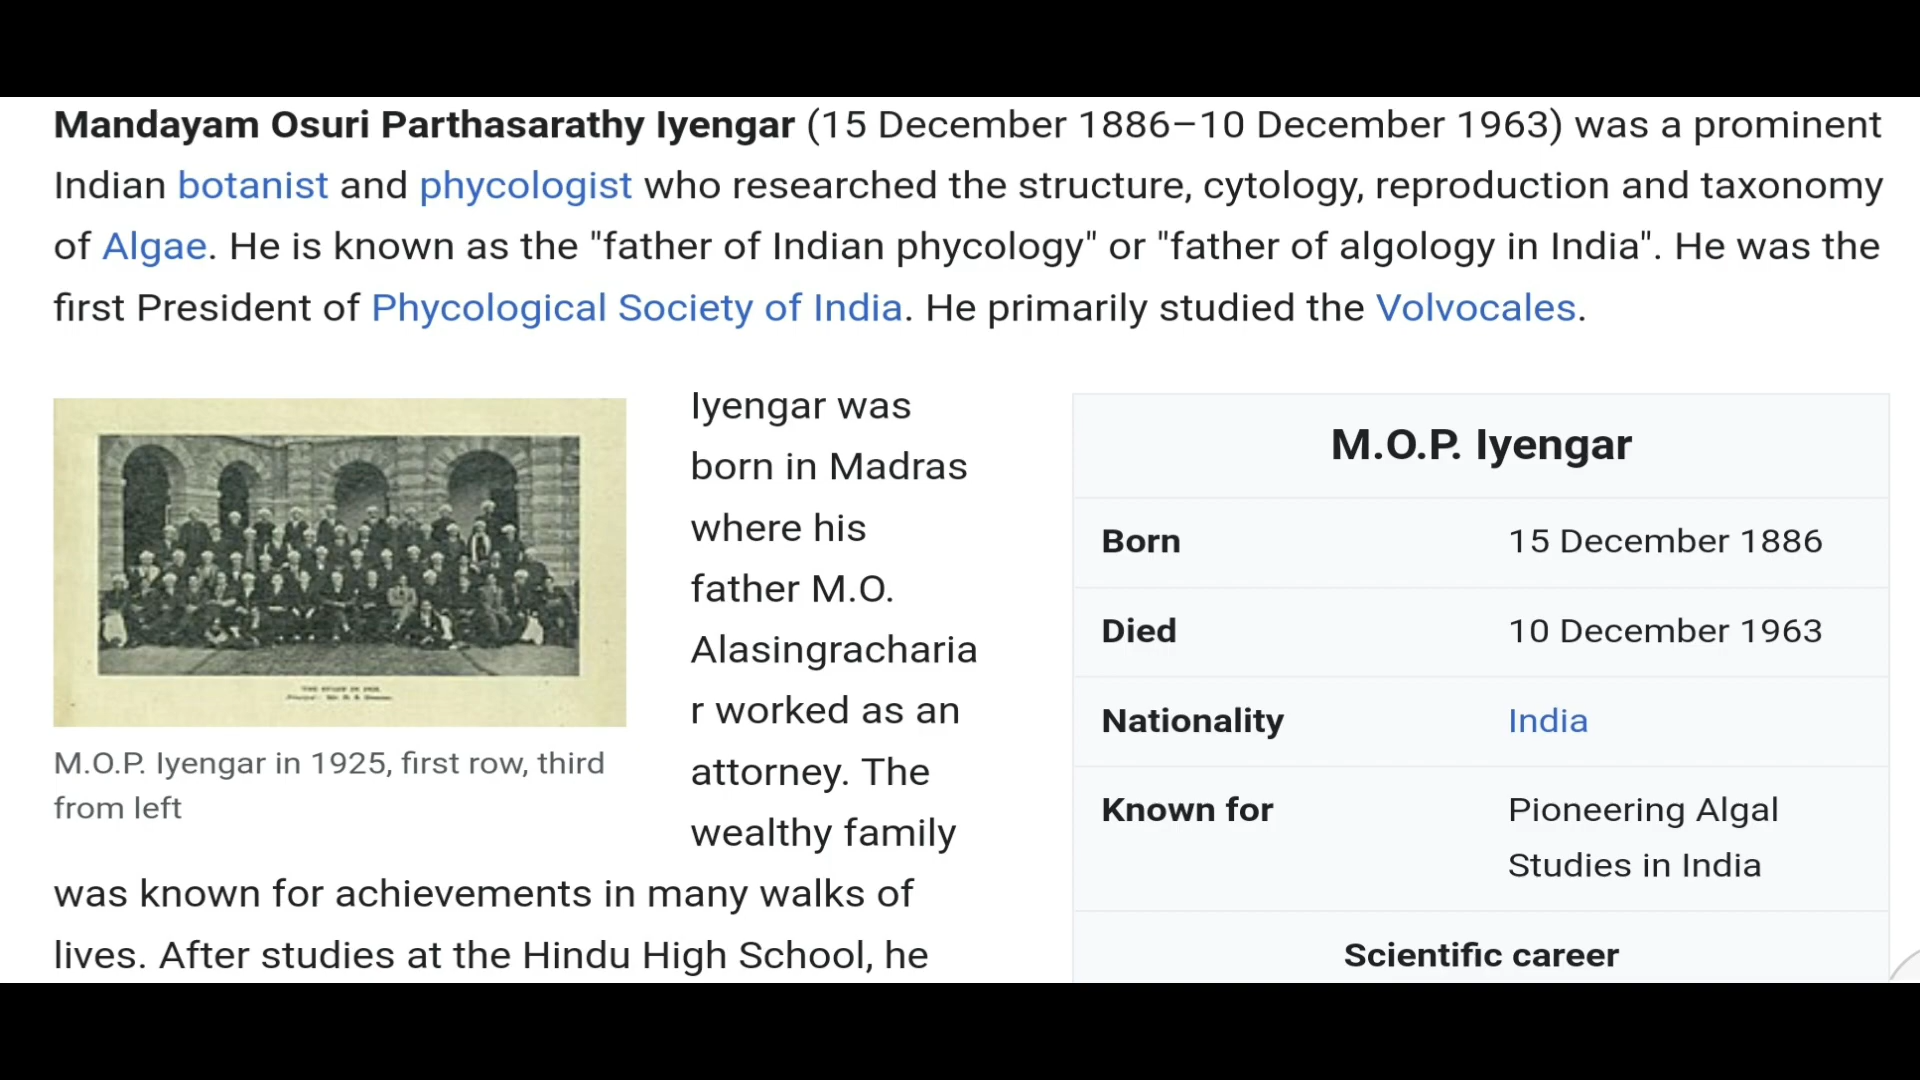 Mandayam Osuri Parthasarathy Iyengar (15 December 1886–10 December 1963) was a prominent
Indian botanist and phycologist who researched the structure, cytology, reproduction and taxonomy
of Algae. He is known as the "father of Indian phycology" or "father of algology in India". He was the
first President of Phycological Society of India. He primarily studied the Volvocales.
M.O.P. Iyengar in 1925, first row, third
from left
Iyengar was
born in Madras
where his
father M.O.
Alasingracharia
r worked as an
attorney. The
wealthy family
was known for achievements in many walks of
lives. After studies at the Hindu High School, he
M.O.P. Iyengar
Born 15 December 1886
Died 10 December 1963
Nationality India
Known for Pioneering Algal
Studies in India
Scientific career